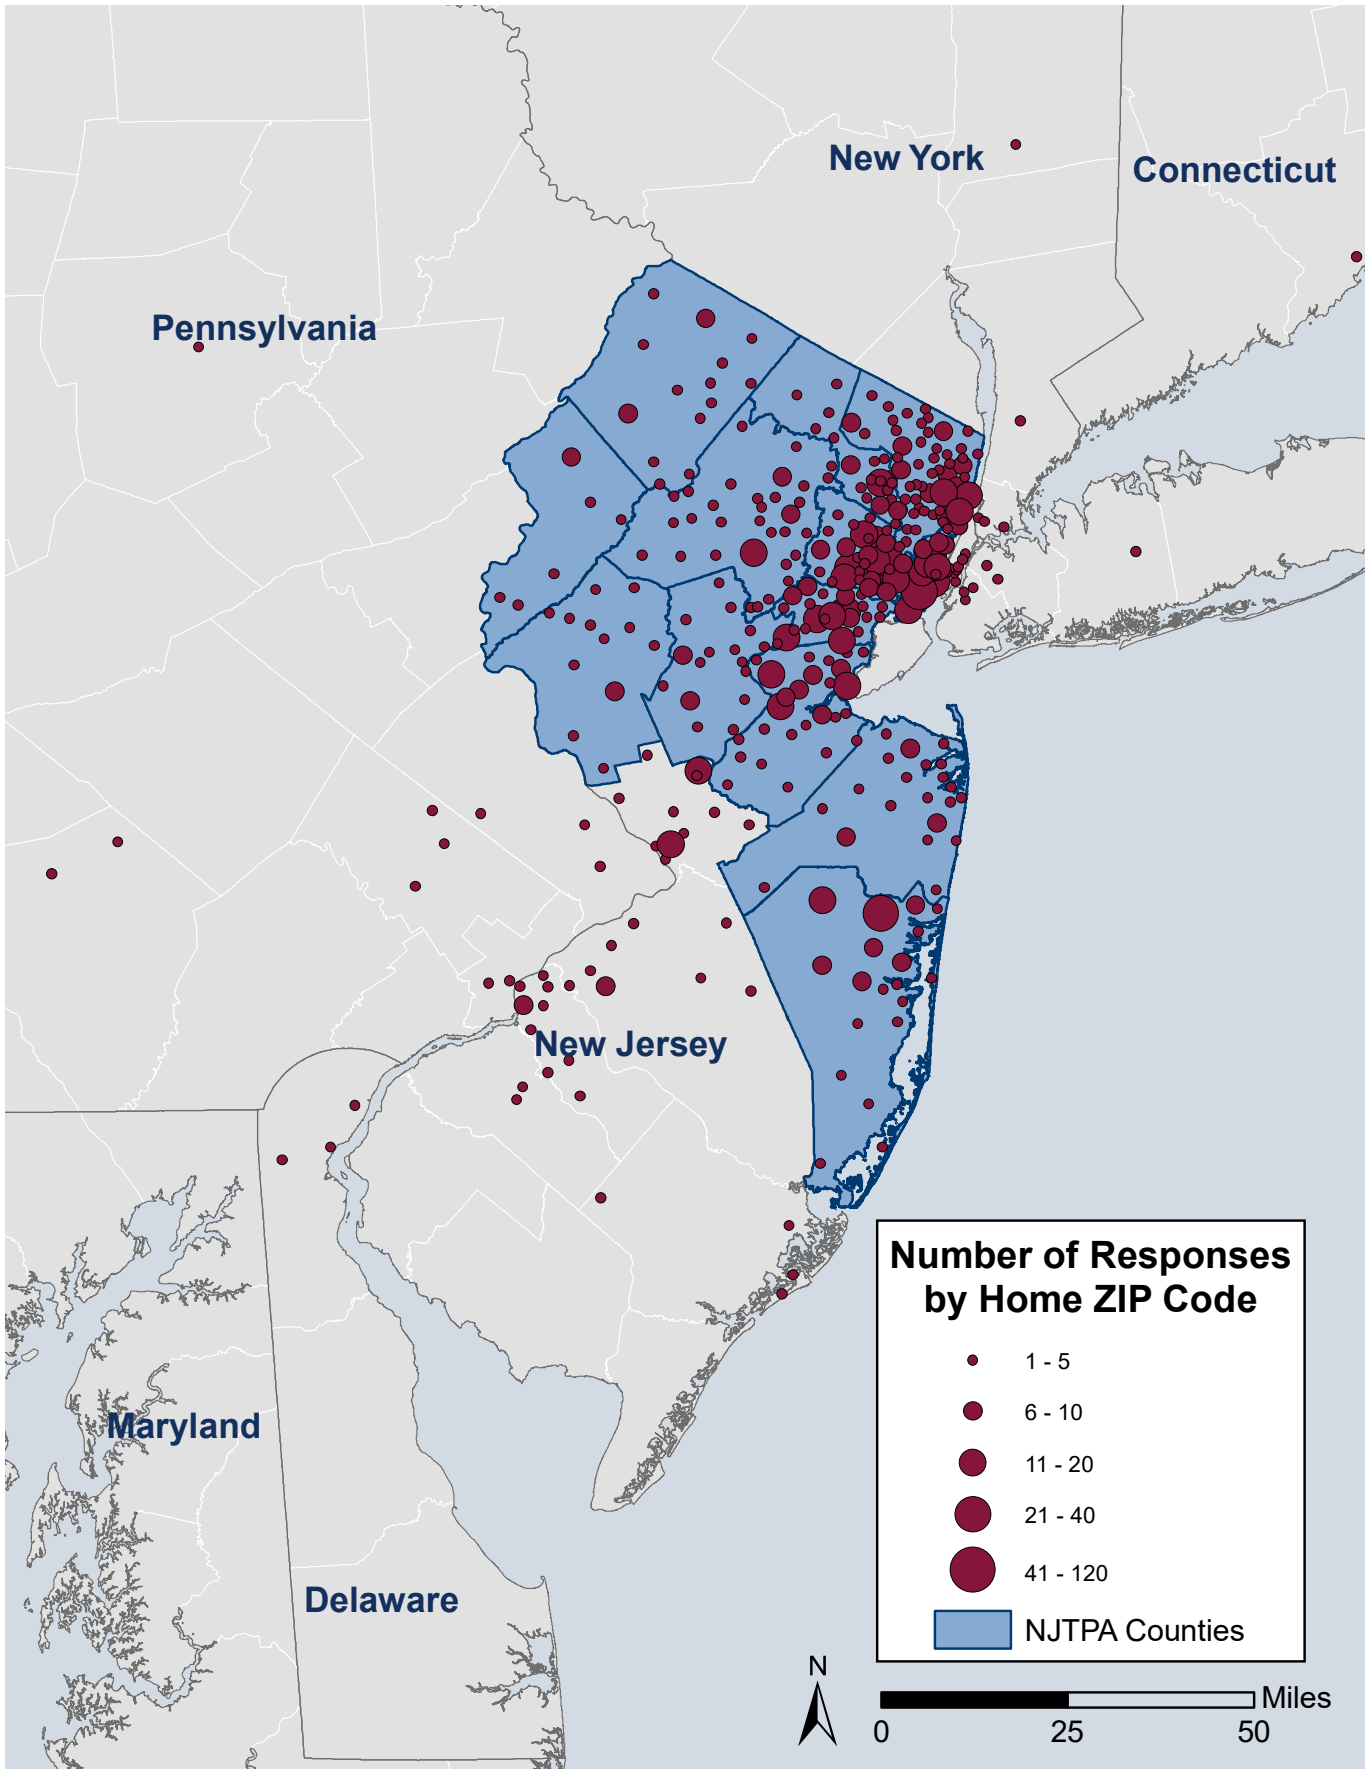 New York
Connecticut
Pennsylvania
New Jersey
Maryland
Delaware
Number of Responses
by Home ZIP Code
1 - 5
6 - 10
11 - 20
21 - 40
41 - 120
NJTPA Counties
N
Miles
0 25 50